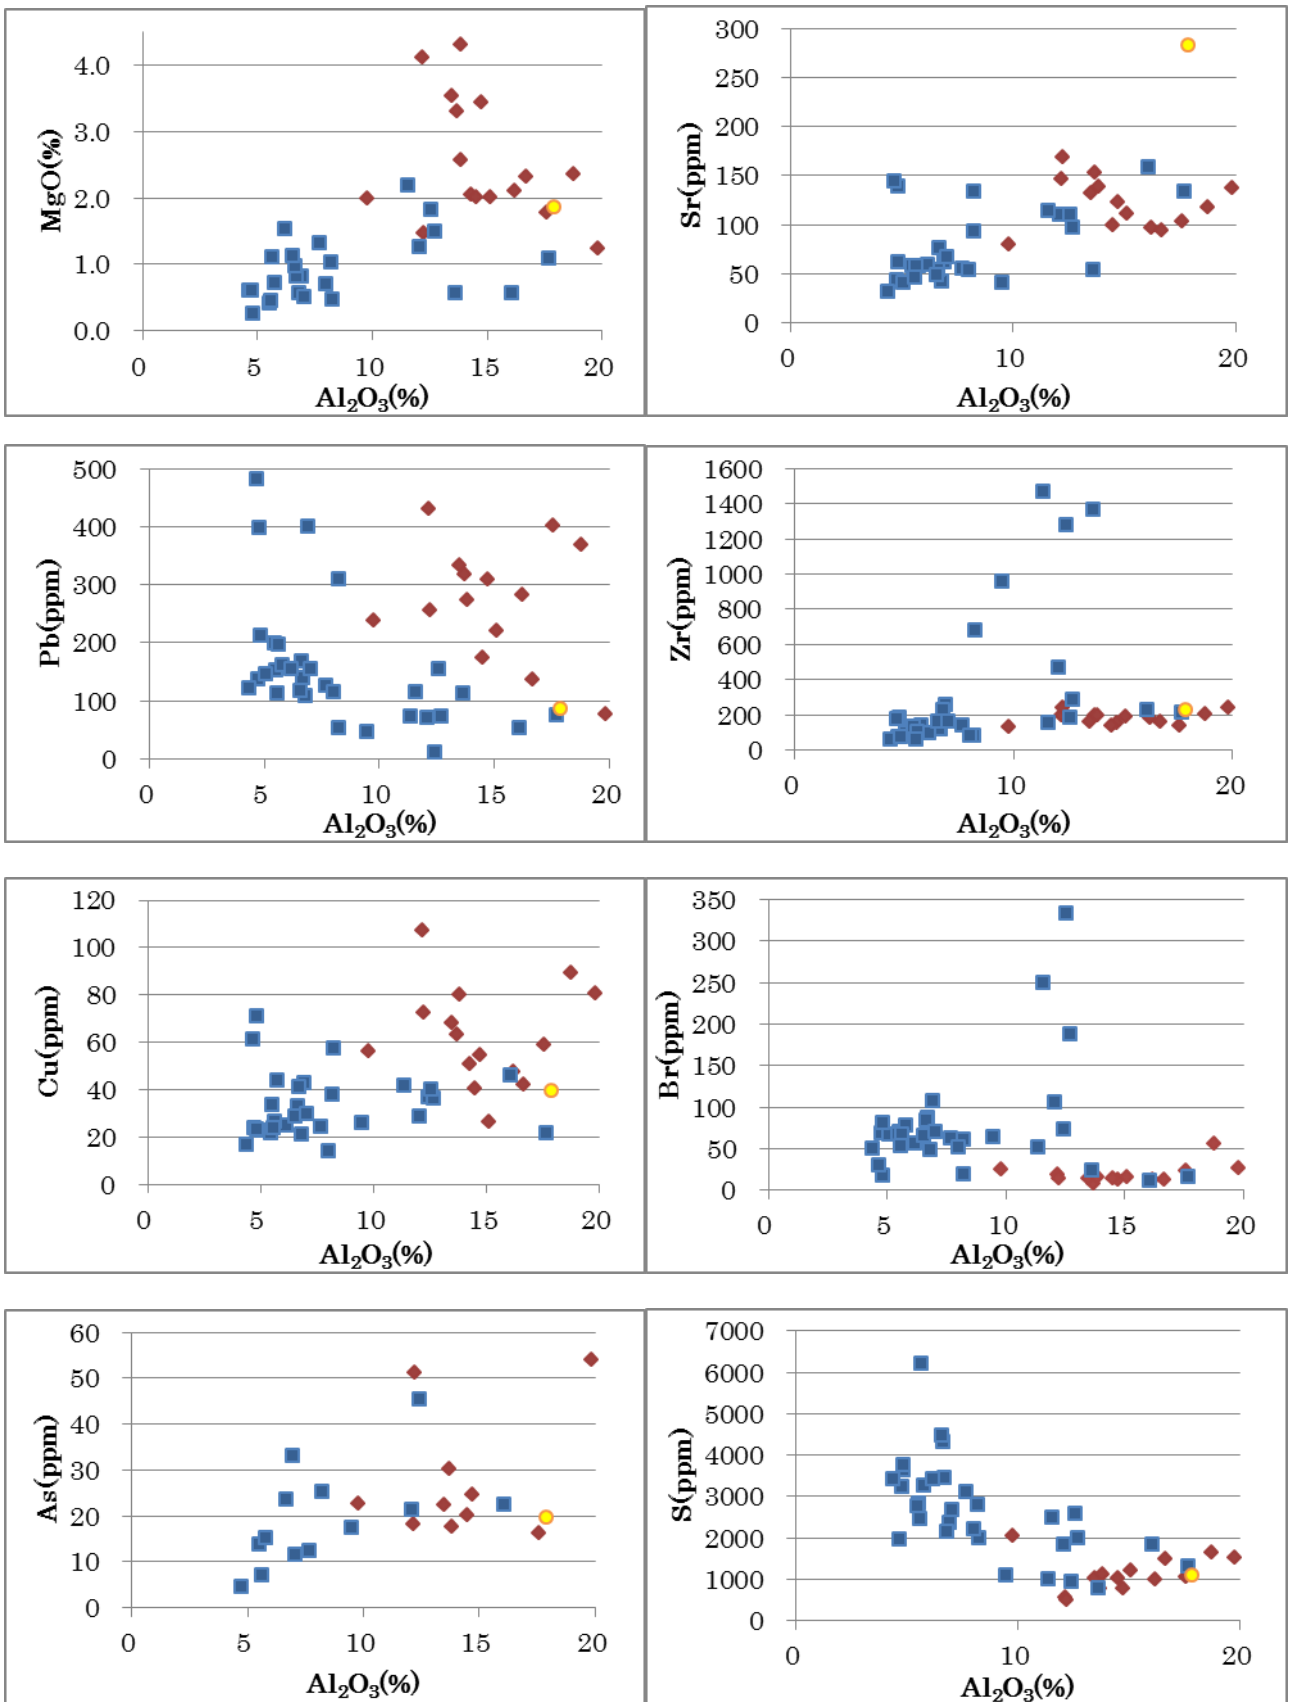 MgO(%)
4.0
3.0
2.0
1.0
0.0
0 5 10 15 20
Al₂O₃(%)
Sr(ppm)
300
250
200
150
100
50
0
0 10 20
Al₂O₃(%)
Pb(ppm)
500
400
300
200
100
0
0 5 10 15 20
Al₂O₃(%)
Zr(ppm)
1600
1400
1200
1000
800
600
400
200
0
0 10 20
Al₂O₃(%)
Cu(ppm)
120
100
80
60
40
20
0
0 5 10 15 20
Al₂O₃(%)
Br(ppm)
350
300
250
200
150
100
50
0
0 5 10 15 20
Al₂O₃(%)
As(ppm)
60
50
40
30
20
10
0
0 5 10 15 20
Al₂O₃(%)
S(ppm)
7000
6000
5000
4000
3000
2000
1000
0
0 10 20
Al₂O₃(%)